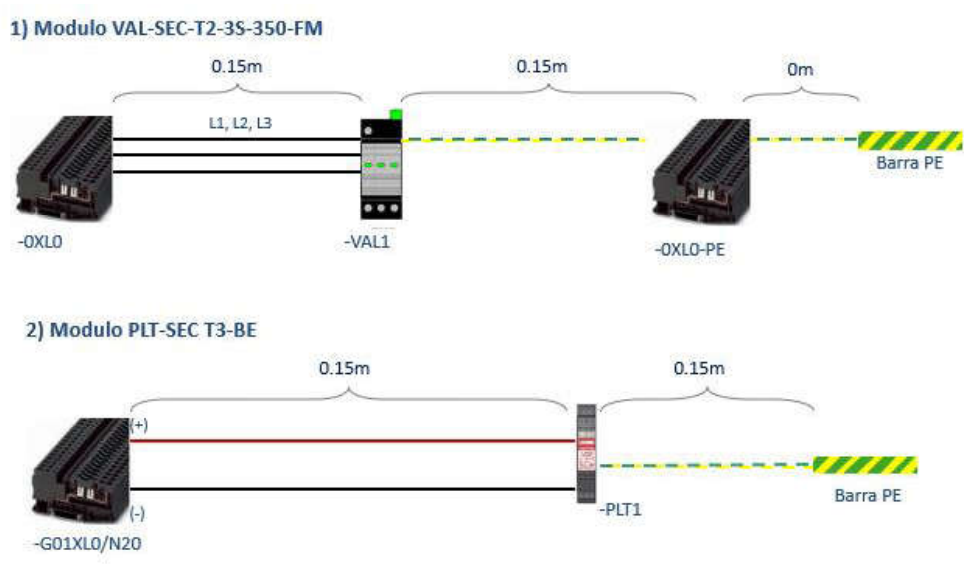 1) Modulo VAL-SEC-T2-3S-350-FM
0.15m
0.15m
0m
L1, L2, L3
Barra PE
-0XL0
-VAL1
-0XL0-PE
2) Modulo PLT-SEC T3-BE
0.15m
0.15m
(+)
(-)
-PLT1
Barra PE
-G01XL0/N20